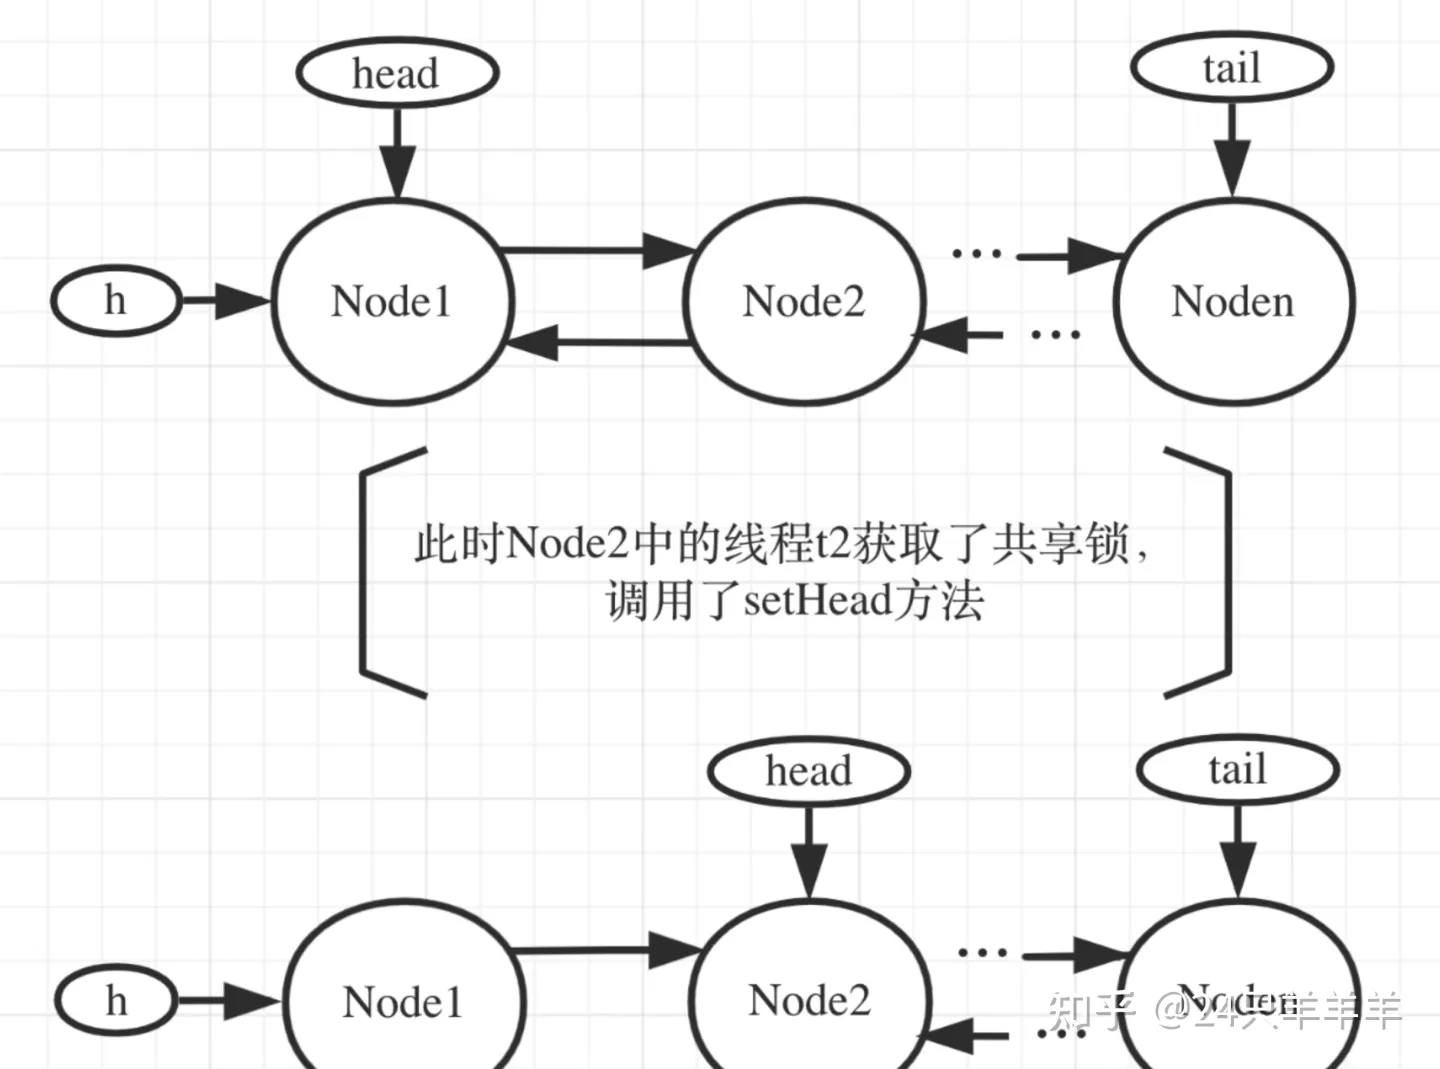 head
tail
h
Node1
Node2
...
Noden
...
此时Node2中的线程t2获取了共享锁，
调用了setHead方法
head
tail
...
h
Node1
Node2
Noden
...
知乎 @24只羊羊羊